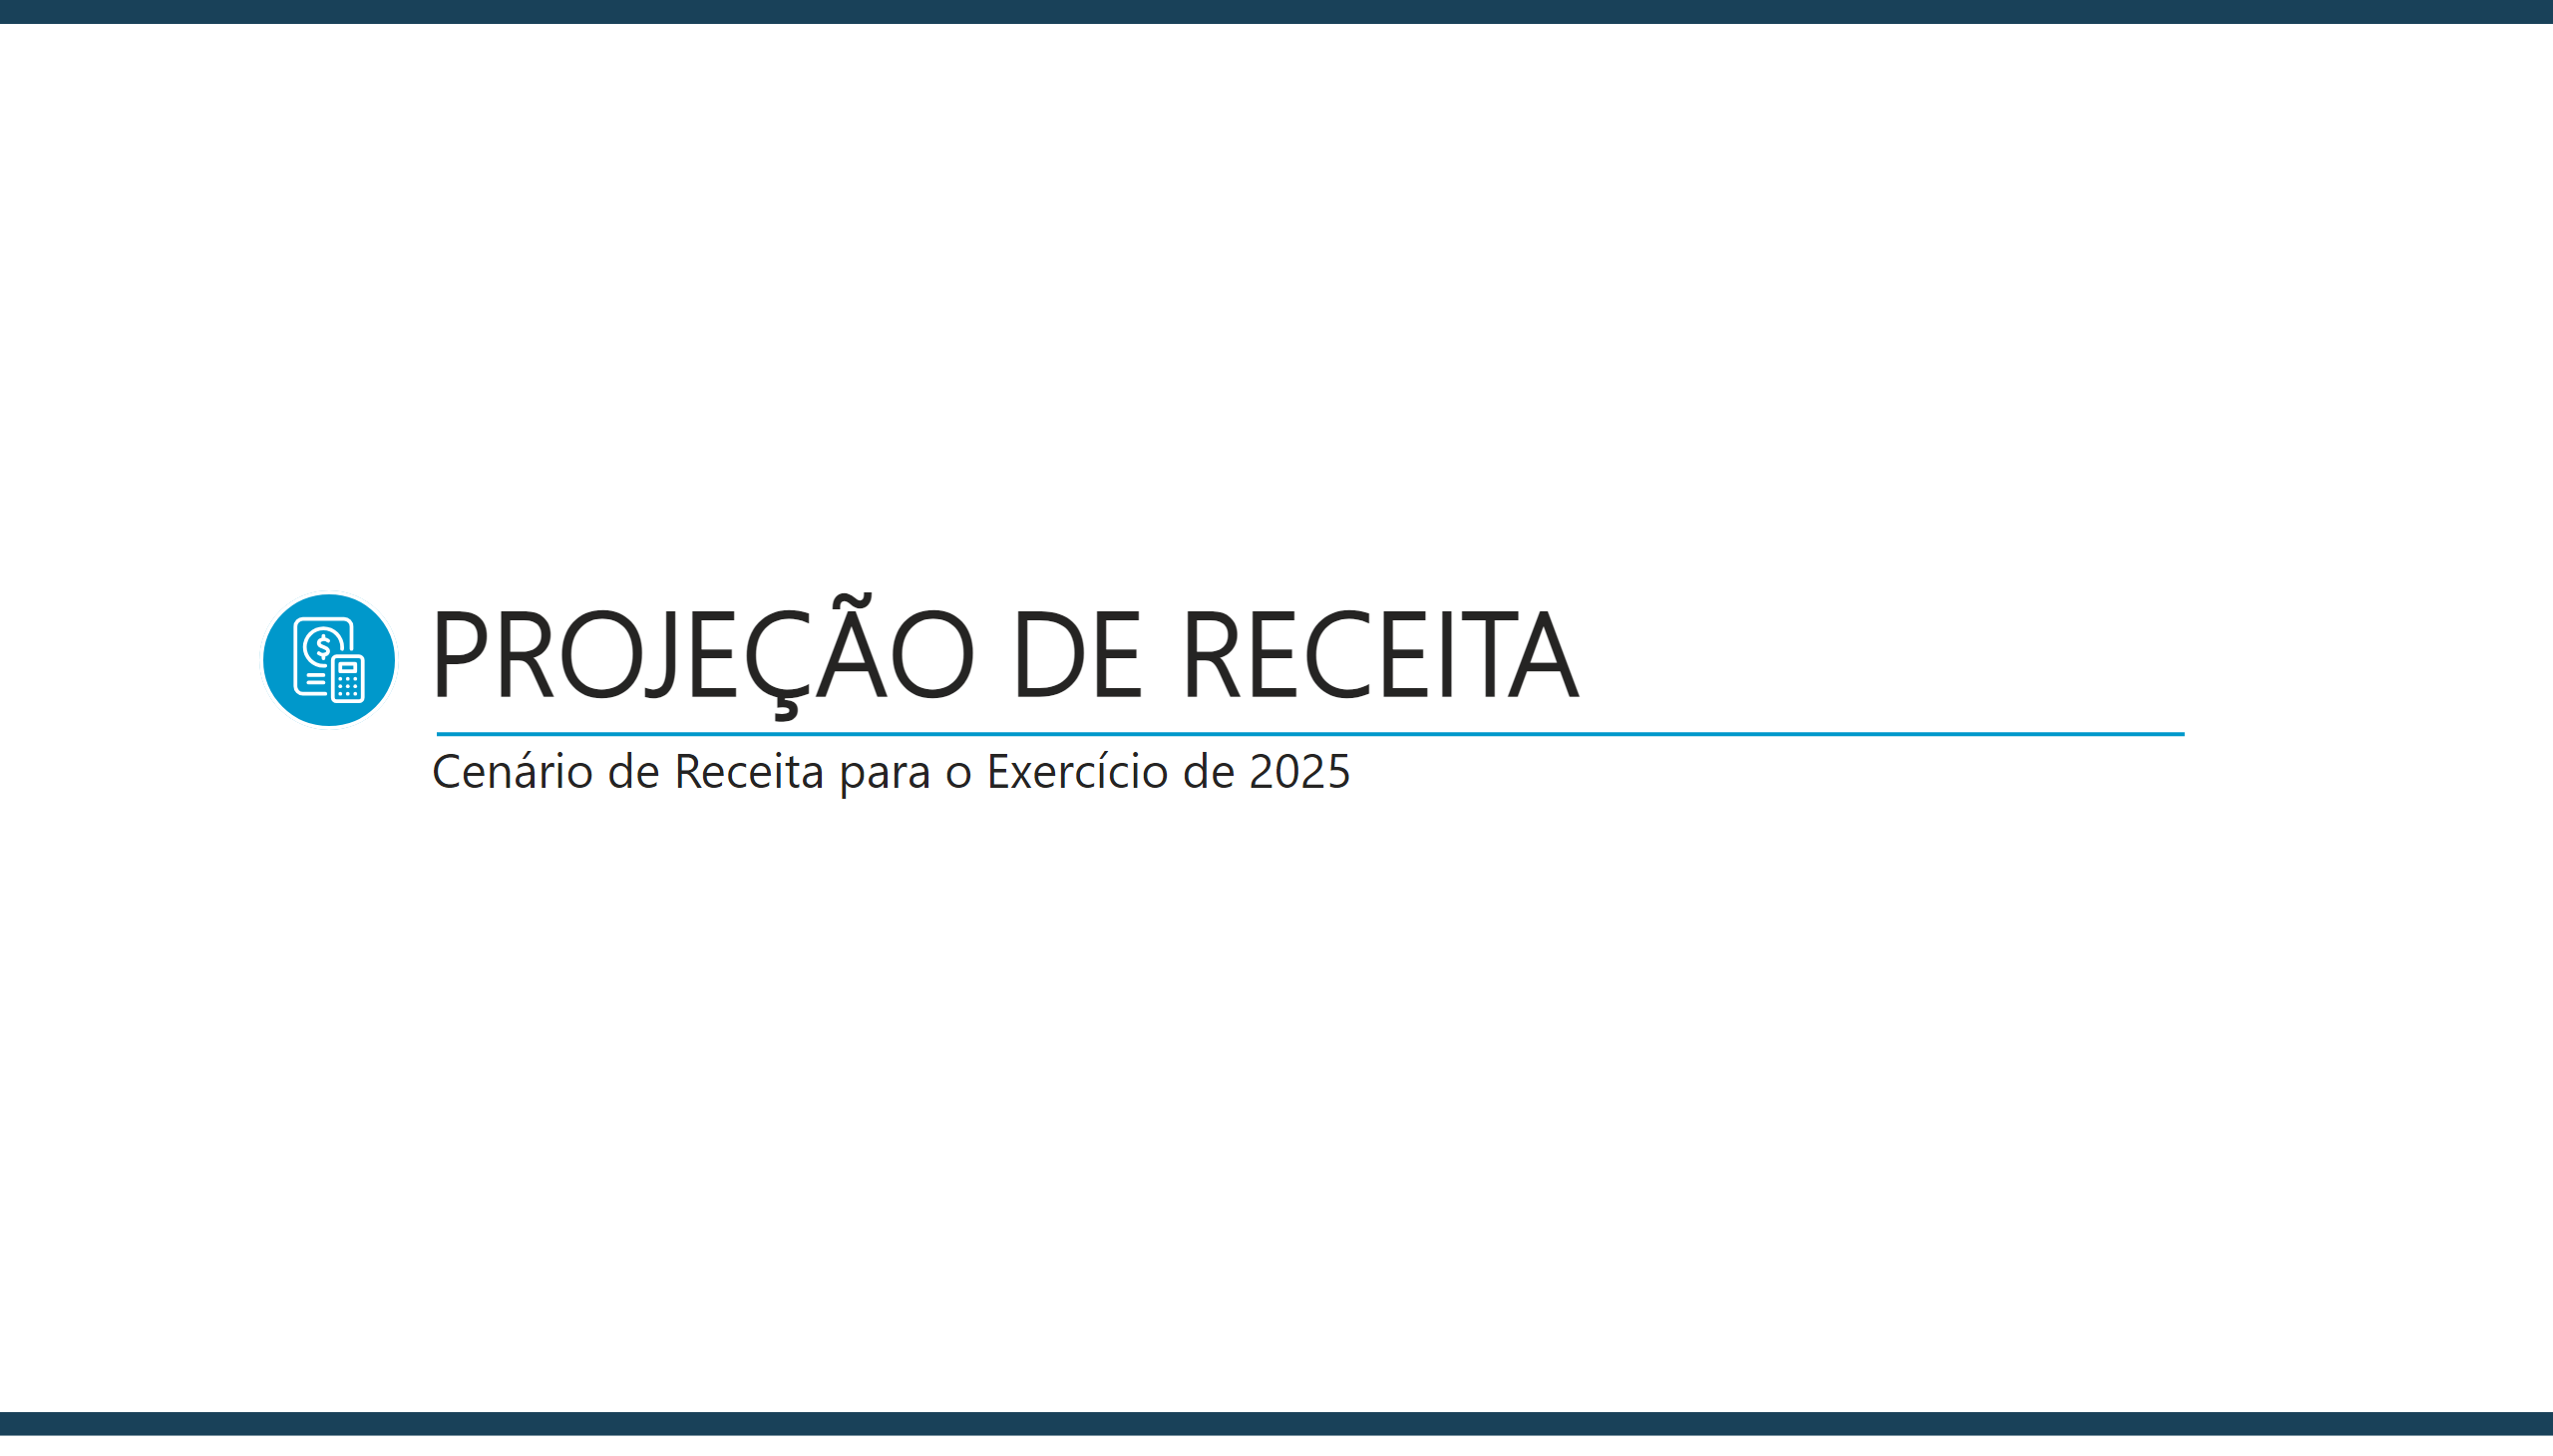 PROJEÇÃO DE RECEITA
Cenário de Receita para o Exercício de 2025